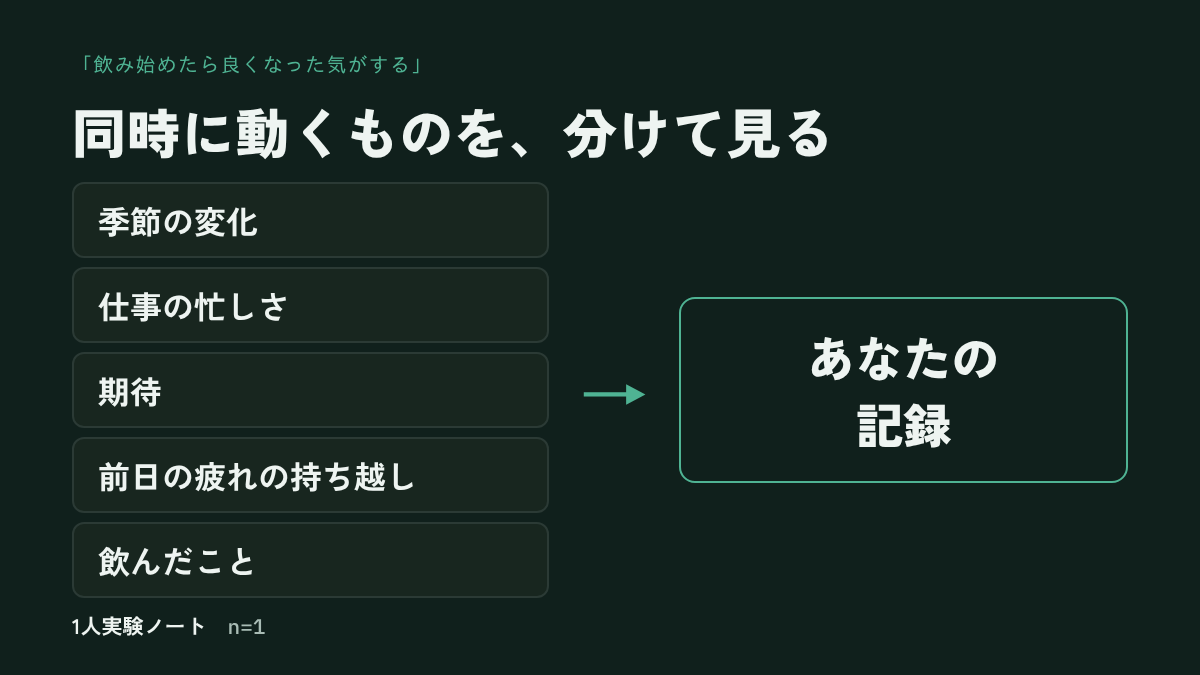 「飲み始めたら良くなった気がする」
同時に動くものを、分けて見る
季節の変化
仕事の忙しさ
期待
前日の疲れの持ち越し
飲んだこと
あなたの
記録
1人実験ノート n=1